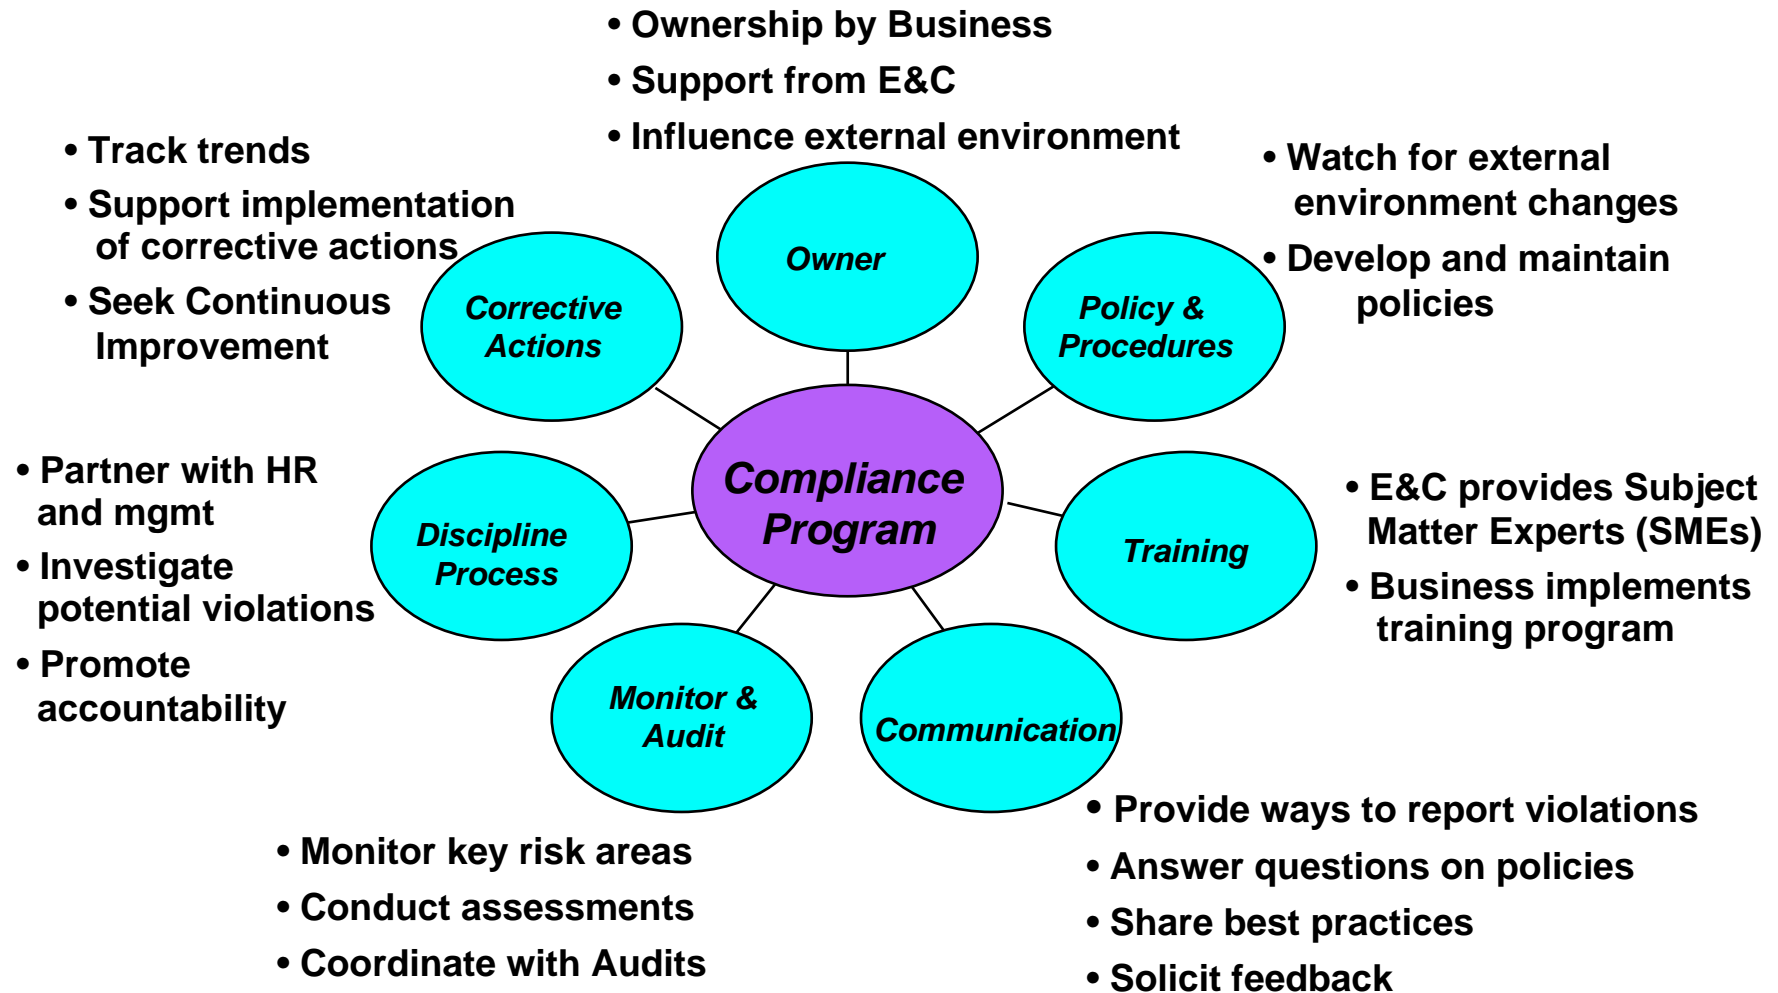 • Ownership by Business
• Support from E&C
• Influence external environment
• Track trends
• Support implementation
of corrective actions
• Seek Continuous
Improvement
• Watch for external
environment changes
• Develop and maintain
policies
Owner
Corrective
Actions
Policy &
Procedures
Compliance
Program
• Partner with HR
and mgmt
• Investigate
potential violations
• Promote
accountability
Discipline
Process
Training
• E&C provides Subject
Matter Experts (SMEs)
• Business implements
training program
Monitor &
Audit
Communication
• Monitor key risk areas
• Conduct assessments
• Coordinate with Audits
• Provide ways to report violations
• Answer questions on policies
• Share best practices
• Solicit feedback